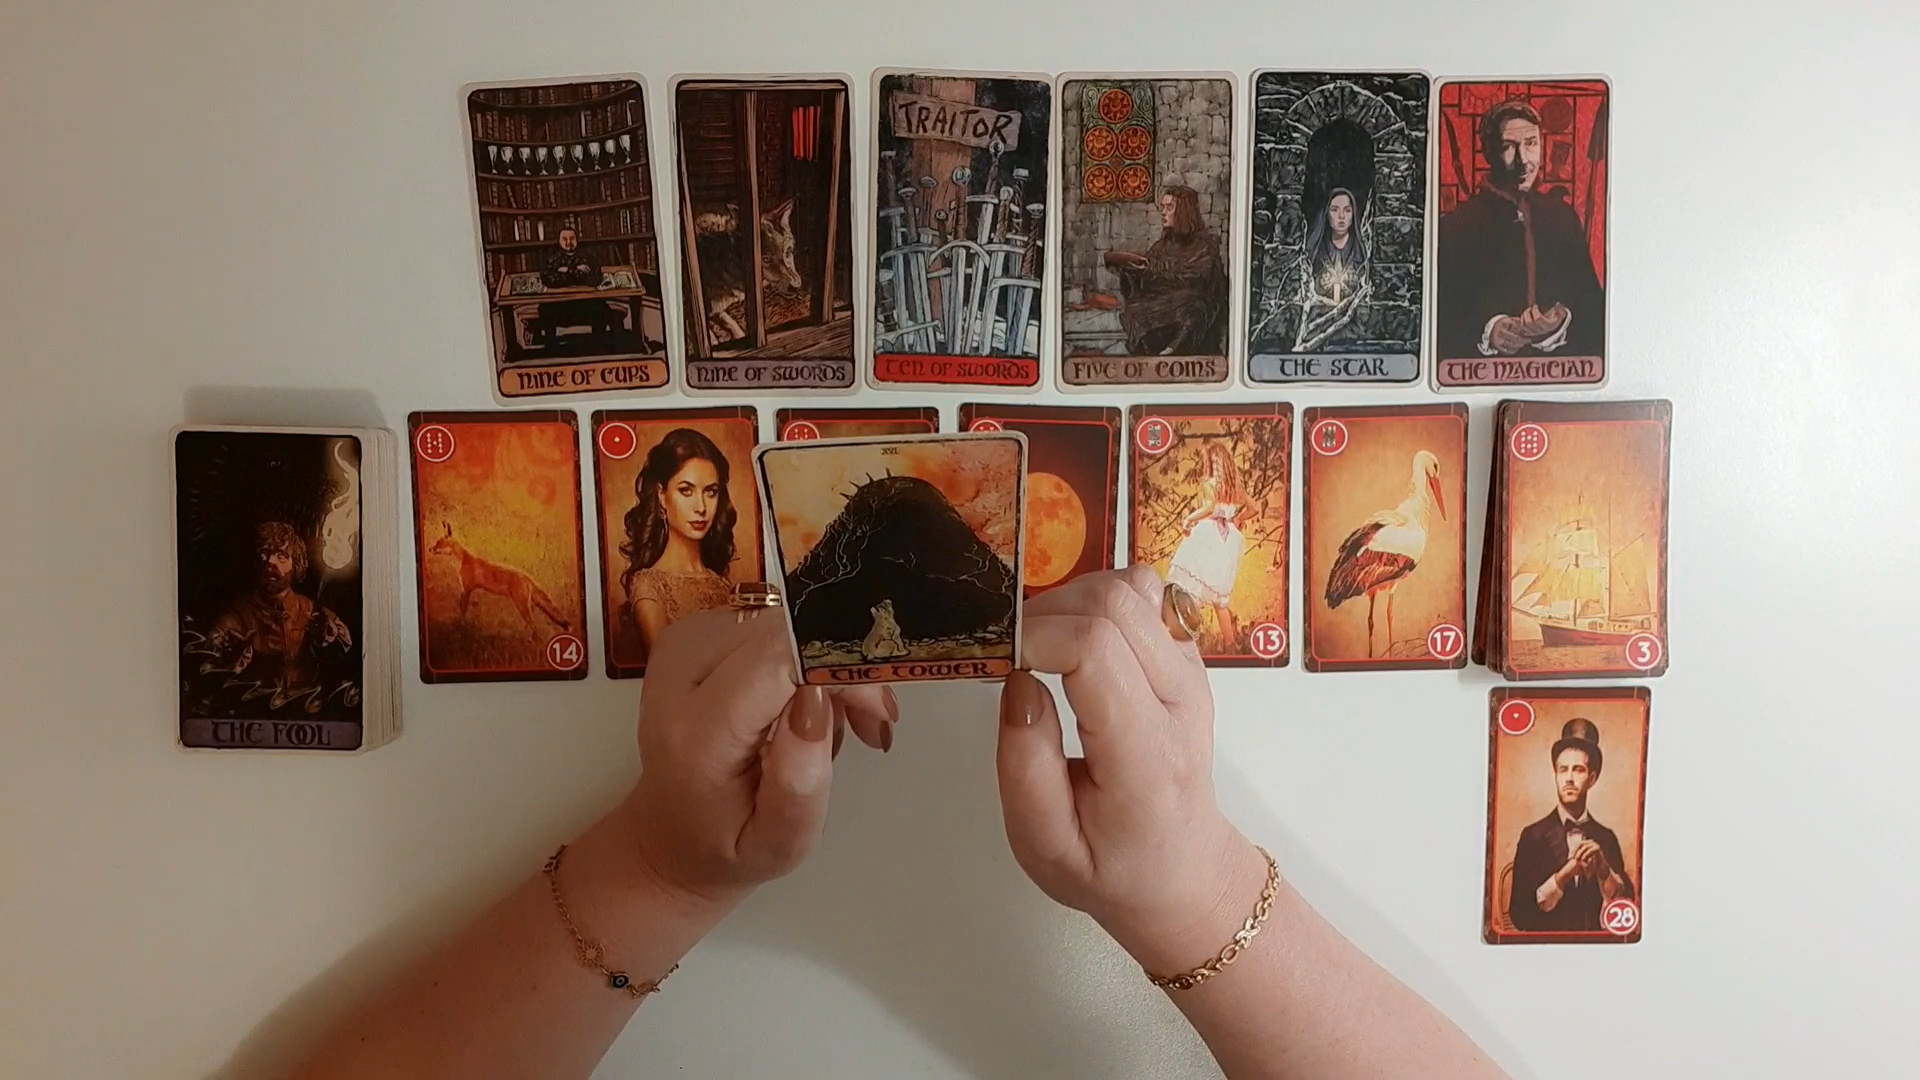 NINE OF CUPS
NINE OF SWORDS
TRAITOR
TEN OF SWORDS
FIVE OF COINS
THE STAR
THE MAGICIAN
THE FOOL
14
XVI.
THE TOWER
13
17
3
28